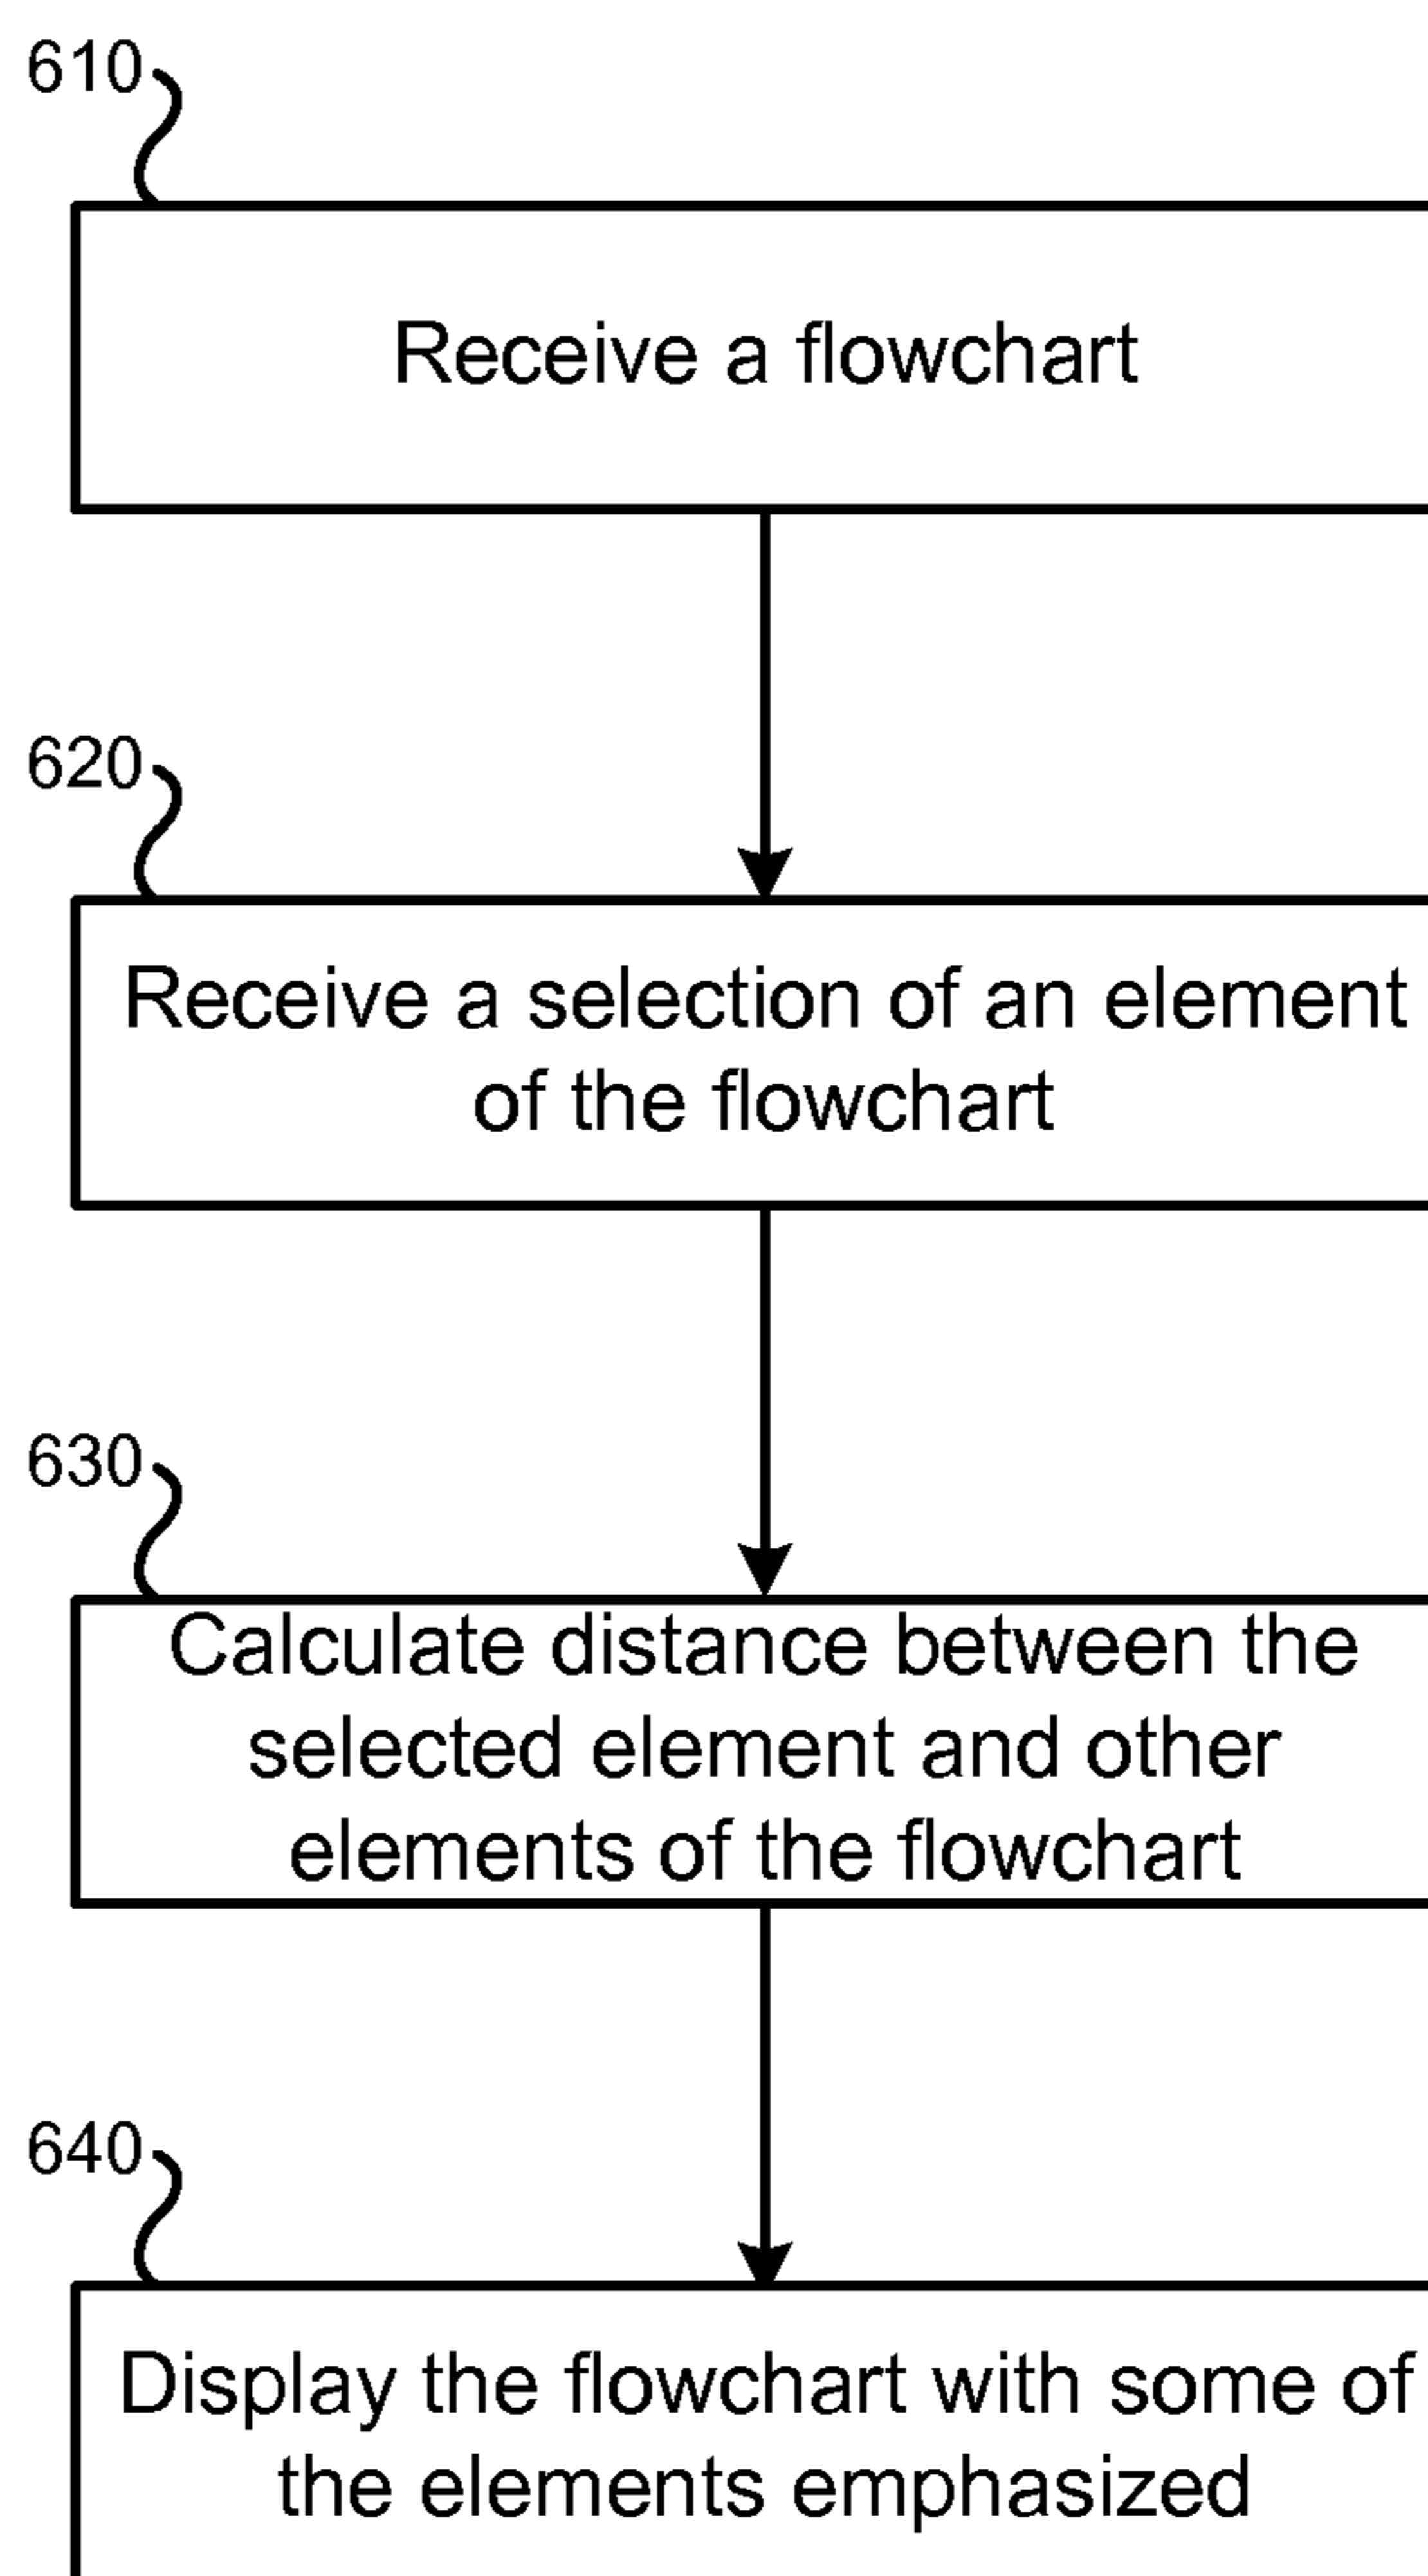 610
Receive a flowchart
620
Receive a selection of an element
of the flowchart
630
Calculate distance between the
selected element and other
elements of the flowchart
640
Display the flowchart with some of
the elements emphasized